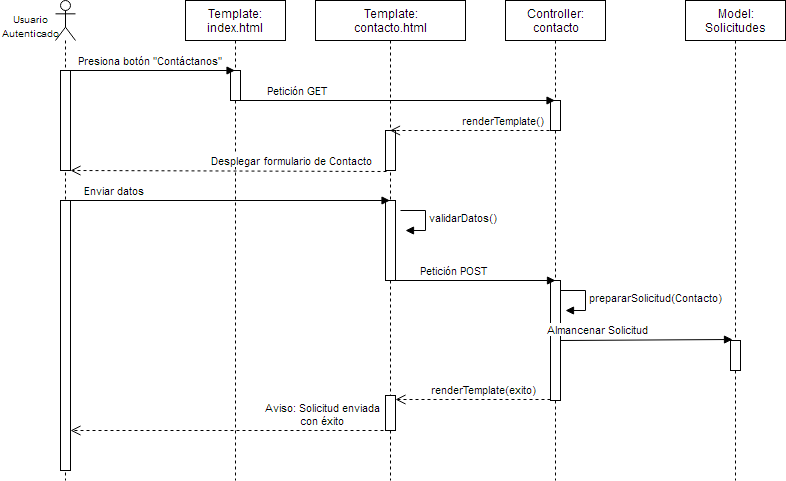 Usuario
Autenticado
Template:
index.html
Template:
contacto.html
Controller:
contacto
Model:
Solicitudes
Presiona botón "Contáctanos"
Petición GET
renderTemplate()
Desplegar formulario de Contacto
Enviar datos
validarDatos()
Petición POST
prepararSolicitud(Contacto)
Almancenar Solicitud
renderTemplate(exito)
Aviso: Solicitud enviada
con éxito